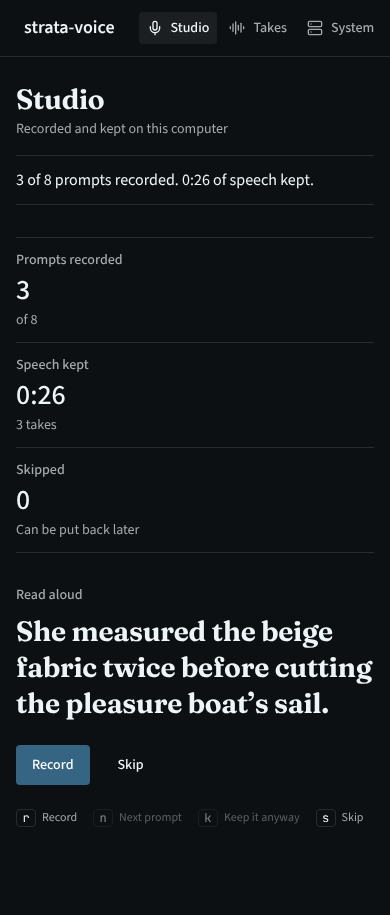 strata-voice
Studio
Takes
System
Studio
Recorded and kept on this computer
3 of 8 prompts recorded. 0:26 of speech kept.
Prompts recorded
3
of 8
Speech kept
0:26
3 takes
Skipped
0
Can be put back later
Read aloud
She measured the beige
fabric twice before cutting
the pleasure boat’s sail.
Record
Skip
r Record
n Next prompt
k Keep it anyway
s Skip